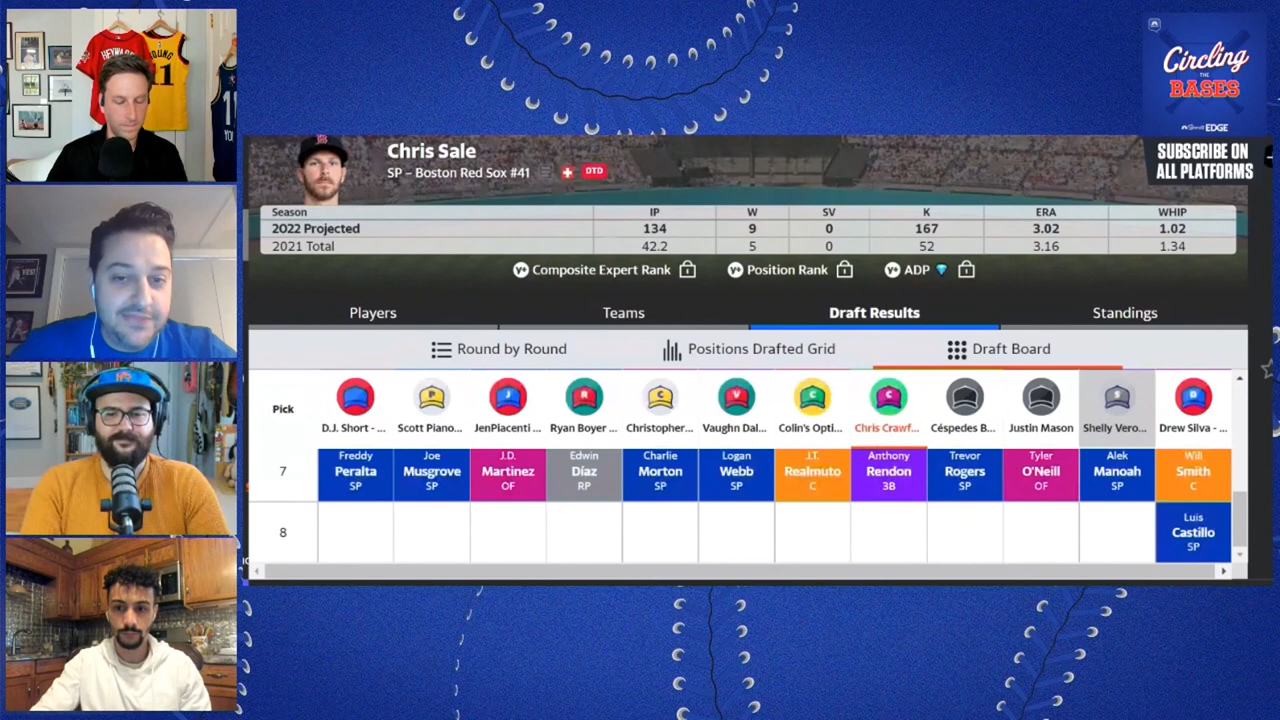 HEYWARD
YOUNG
11
YES!
Circling
THE
BASES
EDGE
SUBSCRIBE ON
ALL PLATFORMS
Chris Sale
SP – Boston Red Sox #41
DTD
Season IP W SV K ERA WHIP
2022 Projected 134 9 0 167 3.02 1.02
2021 Total 42.2 5 0 52 3.16 1.34
Y+ Composite Expert Rank Y+ Position Rank Y+ ADP
Players Teams Draft Results Standings
Round by Round Positions Drafted Grid Draft Board
P J R C V C C S D
Pick D.J. Short - ... Scott Piano... JenPiacenti ... Ryan Boyer ... Christopher... Vaughn Dal... Colin's Opti... Chris Crawf... Céspedes B... Justin Mason Shelly Vero... Drew Silva - ...
Freddy Joe J.D. Edwin Charlie Logan J.T. Anthony Trevor Tyler Alek Will
7 Peralta Musgrove Martinez Díaz Morton Webb Realmuto Rendon Rogers O'Neill Manoah Smith
SP SP OF RP SP SP C 3B SP OF SP C
Luis
8 Castillo
SP